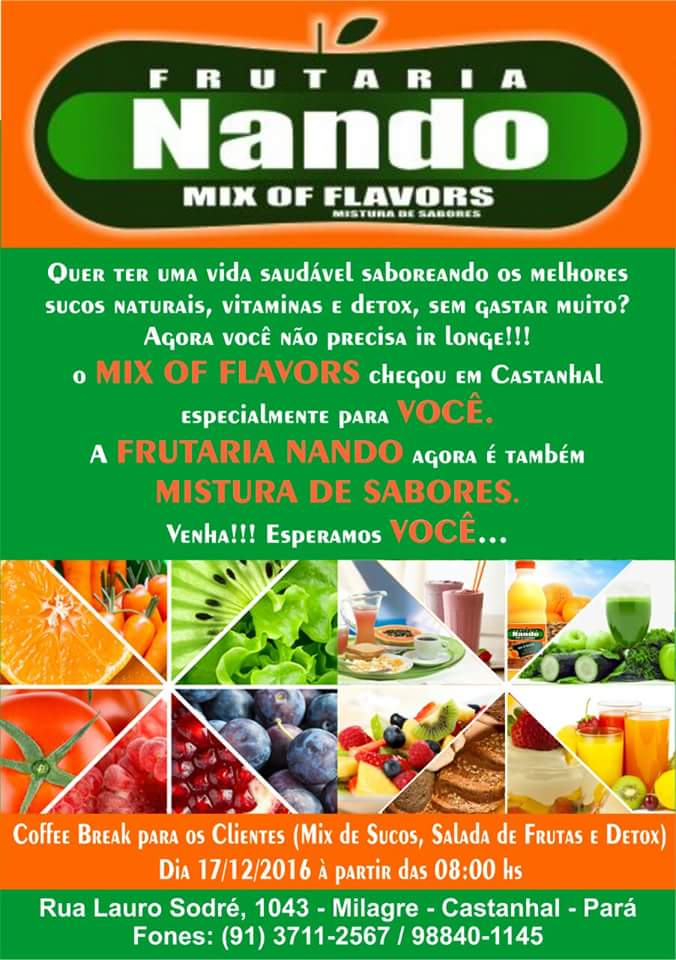 FRUTARIA
Nando
MIX OF FLAVORS
MISTURA DE SABORES
Quer ter uma vida saudável saboreando os melhores
sucos naturais, vitaminas e detox, sem gastar muito?
Agora você não precisa ir longe!!!
o MIX OF FLAVORS chegou em Castanhal
especialmente para VOCÊ.
A FRUTARIA NANDO agora é também
MISTURA DE SABORES.
Venha!!! Esperamos VOCÊ...
Nando
Coffee Break para os Clientes (Mix de Sucos, Salada de Frutas e Detox)
Dia 17/12/2016 à partir das 08:00 hs
Rua Lauro Sodré, 1043 - Milagre - Castanhal - Pará
Fones: (91) 3711-2567 / 98840-1145